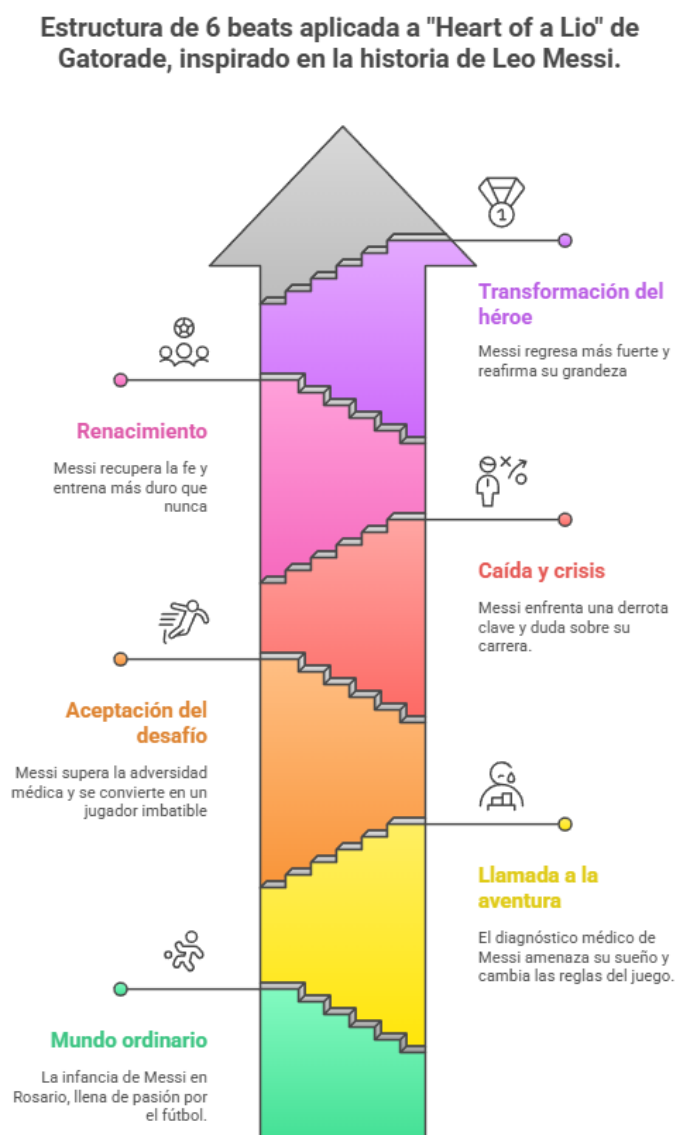 Estructura de 6 beats aplicada a "Heart of a Lio" de
Gatorade, inspirado en la historia de Leo Messi.
1
Transformación del
héroe
Messi regresa más fuerte y
reafirma su grandeza
Renacimiento
Messi recupera la fe y
entrena más duro que
nunca
Caída y crisis
Messi enfrenta una derrota
clave y duda sobre su
carrera.
Aceptación del
desafío
Messi supera la adversidad
médica y se convierte en un
jugador imbatible
Llamada a la
aventura
El diagnóstico médico de
Messi amenaza su sueño y
cambia las reglas del juego.
Mundo ordinario
La infancia de Messi en
Rosario, llena de pasión por
el fútbol.